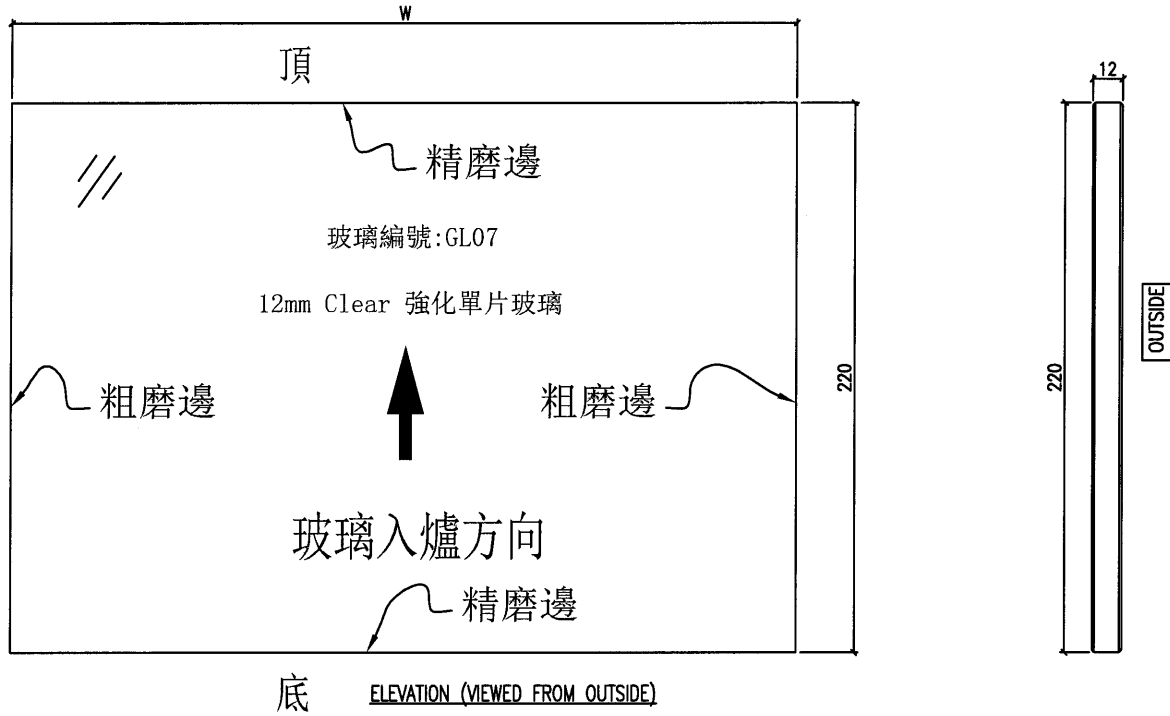 W
頂
12
精磨邊
玻璃編號:GL07
12mm Clear 強化單片玻璃
粗磨邊
粗磨邊
220
220
OUTSIDE
玻璃入爐方向
精磨邊
底
ELEVATION (VIEWED FROM OUTSIDE)